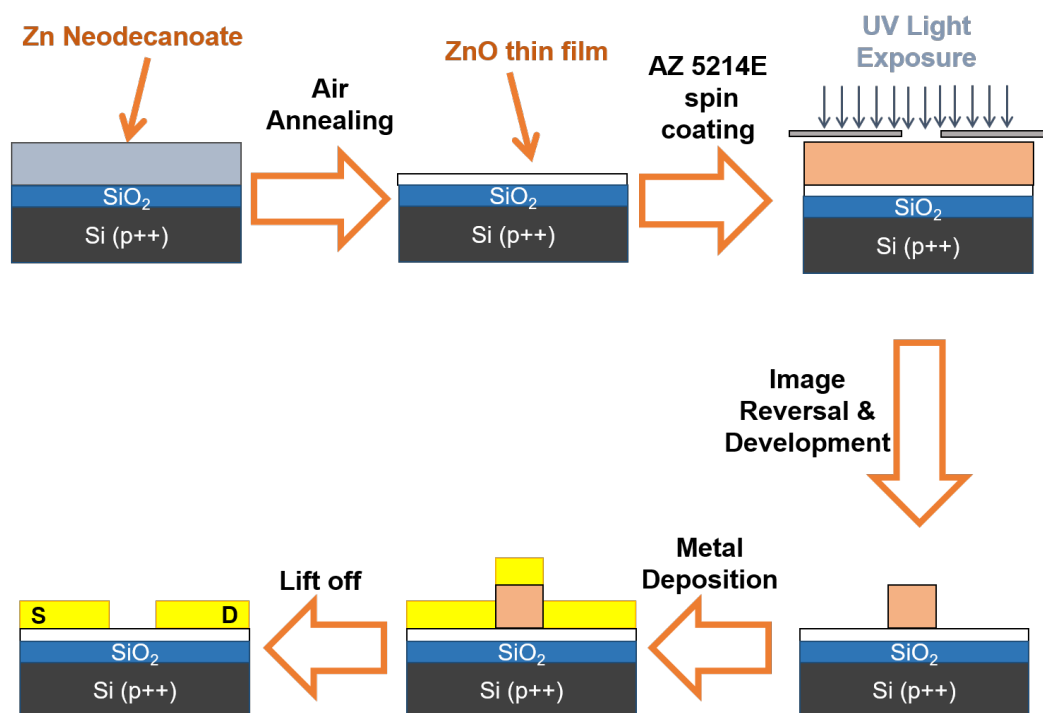 Zn Neodecanoate
Air
Annealing
SiO₂
Si (p++)
ZnO thin film
SiO₂
Si (p++)
AZ 5214E
spin
coating
UV Light
Exposure
SiO₂
Si (p++)
Image
Reversal &
Development
SiO₂
Si (p++)
Metal
Deposition
SiO₂
Si (p++)
Lift off
S D
SiO₂
Si (p++)